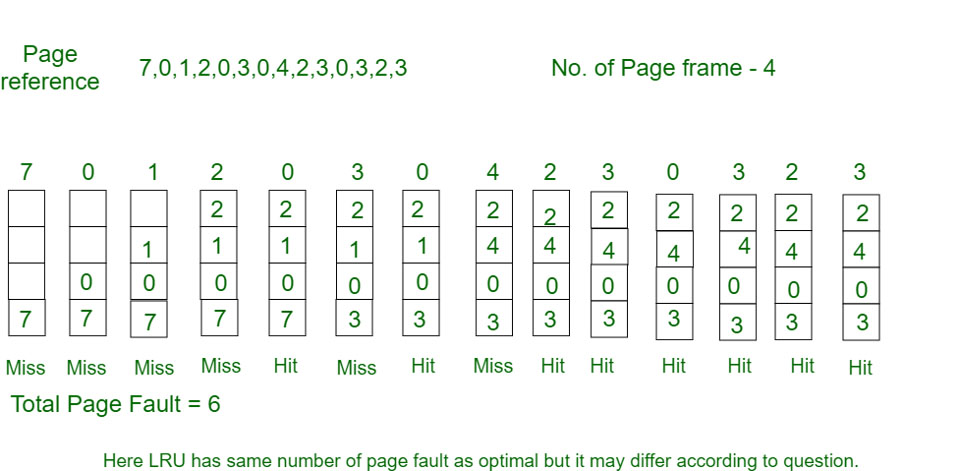 Page
reference
7,0,1,2,0,3,0,4,2,3,0,3,2,3
No. of Page frame - 4
7 0 1 2 0 3 0 4 2 3 0 3 2 3
2 2 2 2 2 2 2 2 2 2 2
1 1 1 1 1 4 4 4 4 4 4 4
0 0 0 0 0 0 0 0 0 0 0 0 0
7 7 7 7 7 3 3 3 3 3 3 3 3 3
Miss Miss Miss Miss Hit Miss Hit Miss Hit Hit Hit Hit Hit Hit
Total Page Fault = 6
Here LRU has same number of page fault as optimal but it may differ according to question.